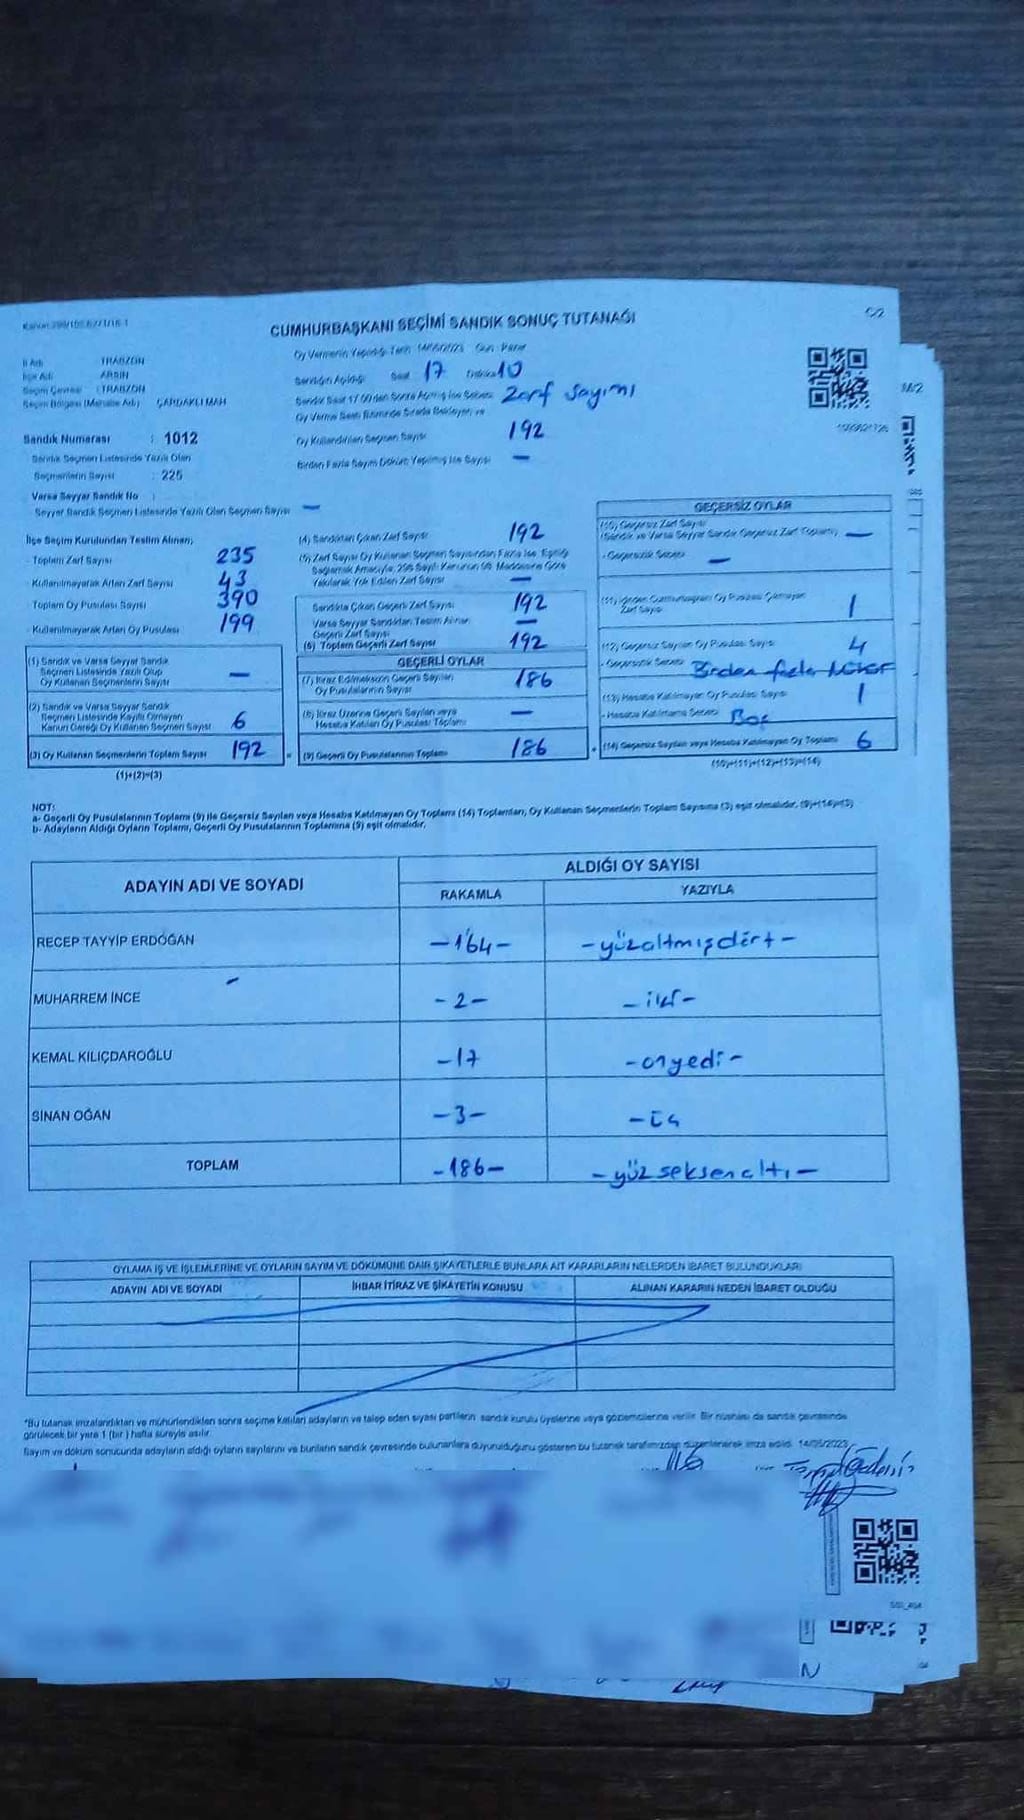 CUMHURBAŞKANI SEÇİMİ SANDIK SONUÇ TUTANAĞI
C/2
Oy Vermenin Yapıldığı Tarih 14/05/2023 Gün Pazar
İli Adı TRABZON
İlçe Adı ARSİN
Seçim Çevresi : TRABZON
Seçim Bölgesi (Mahalle Adı) ÇARDAKLI MAH
Sandığın Açıldığı Saat 17 Dakika 10
Sandık Saat 17.00'den Sonra Açılmış İse Sebebi Zarf Sayımı
Oy Verme Saati Bitiminde Sırada Bekleyen ve
Oy Kullandırılan Seçmen Sayısı 192
Birden Fazla Sayım Döküm Yapılmış İse Sayısı —
Sandık Numarası : 1012
Sandık Seçmen Listesinde Yazılı Olan
Seçmenlerin Sayısı : 225
Varsa Seyyar Sandık No :
Seyyar Sandık Seçmen Listesinde Yazılı Olan Seçmen Sayısı —
İlçe Seçim Kurulundan Teslim Alınan;
- Toplam Zarf Sayısı 235
- Kullanılmayarak Artan Zarf Sayısı 43
- Toplam Oy Pusulası Sayısı 390
- Kullanılmayarak Artan Oy Pusulası 199
(1) Sandık ve Varsa Seyyar Sandık
Seçmen Listesinde Yazılı Olup
Oy Kullanan Seçmenlerin Sayısı —
(2) Sandık ve Varsa Seyyar Sandık
Seçmen Listesinde Kayıtlı Olmayan
Kanun Gereği Oy Kullanan Seçmen Sayısı 6
(3) Oy Kullanan Seçmenlerin Toplam Sayısı 192
(1)+(2)=(3)
(4) Sandıktan Çıkan Zarf Sayısı 192
(5) Zarf Sayısı Oy Kullanan Seçmen Sayısından Fazla İse, Eşitliği
Sağlamak Amacıyla, 298 Sayılı Kanunun 98. Maddesine Göre
Yakılarak Yok Edilen Zarf Sayısı —
Sandıkta Çıkan Geçerli Zarf Sayısı 192
Varsa Seyyar Sandıktan Teslim Alınan
Geçerli Zarf Sayısı —
(6) Toplam Geçerli Zarf Sayısı 192
GEÇERLİ OYLAR
(7) İtiraz Edilmeksizin Geçerli Sayılan
Oy Pusulalarının Sayısı 186
(8) İtiraz Üzerine Geçerli Sayılan veya
Hesaba Katılan Oy Pusulası Toplamı —
(9) Geçerli Oy Pusulalarının Toplamı 186
GEÇERSİZ OYLAR
(10) Geçersiz Zarf Sayısı
(Sandık ve Varsa Seyyar Sandık Geçersiz Zarf Toplamı) —
- Geçersizlik Sebebi —
(11) İçinden Cumhurbaşkanı Oy Pusulası Çıkmayan
Zarf Sayısı 1
(12) Geçersiz Sayılan Oy Pusulası Sayısı 4
- Geçersizlik Sebebi Birden fazla Mühür
(13) Hesaba Katılmayan Oy Pusulası Sayısı 1
- Hesaba Katılmama Sebebi Boş
(14) Geçersiz Sayılan veya Hesaba Katılmayan Oy Toplamı 6
(10)+(11)+(12)+(13)=(14)
NOT:
a- Geçerli Oy Pusulalarının Toplamı (9) ile Geçersiz Sayılan veya Hesaba Katılmayan Oy Toplamı (14) Toplamları, Oy Kullanan Seçmenlerin Toplam Sayısına (3) eşit olmalıdır. (9)+(14)=(3)
b- Adayların Aldığı Oyların Toplamı, Geçerli Oy Pusulalarının Toplamına (9) eşit olmalıdır.
ADAYIN ADI VE SOYADI ALDIĞI OY SAYISI
RAKAMLA YAZIYLA
RECEP TAYYİP ERDOĞAN -164- -yüzaltmışdört-
MUHARREM İNCE -2- -iki-
KEMAL KILIÇDAROĞLU -17 -onyedi-
SİNAN OĞAN -3- -üç
TOPLAM -186- -yüzseksenaltı-
OYLAMA İŞ VE İŞLEMLERİNE VE OYLARIN SAYIM VE DÖKÜMÜNE DAİR ŞİKAYETLERLE BUNLARA AİT KARARLARIN NELERDEN İBARET BULUNDUKLARI
ADAYIN ADI VE SOYADI İHBAR İTİRAZ VE ŞİKAYETİN KONUSU ALINAN KARARIN NEDEN İBARET OLDUĞU
*Bu tutanak imzalandıktan ve mühürlendikten sonra seçime katılan adayların ve talep eden siyasi partilerin sandık kurulu üyelerine veya gözlemcilerine verilir. Bir nüshası da sandık çevresinde
görülecek bir yere 1 (bir) hafta süreyle asılır.
Sayım ve döküm sonucunda adayların aldığı oyların sayılarını ve bunların sandık çevresinde bulunanlara duyurulduğunu gösteren bu tutanak tarafımızdan düzenlenerek imza edildi. 14/05/2023